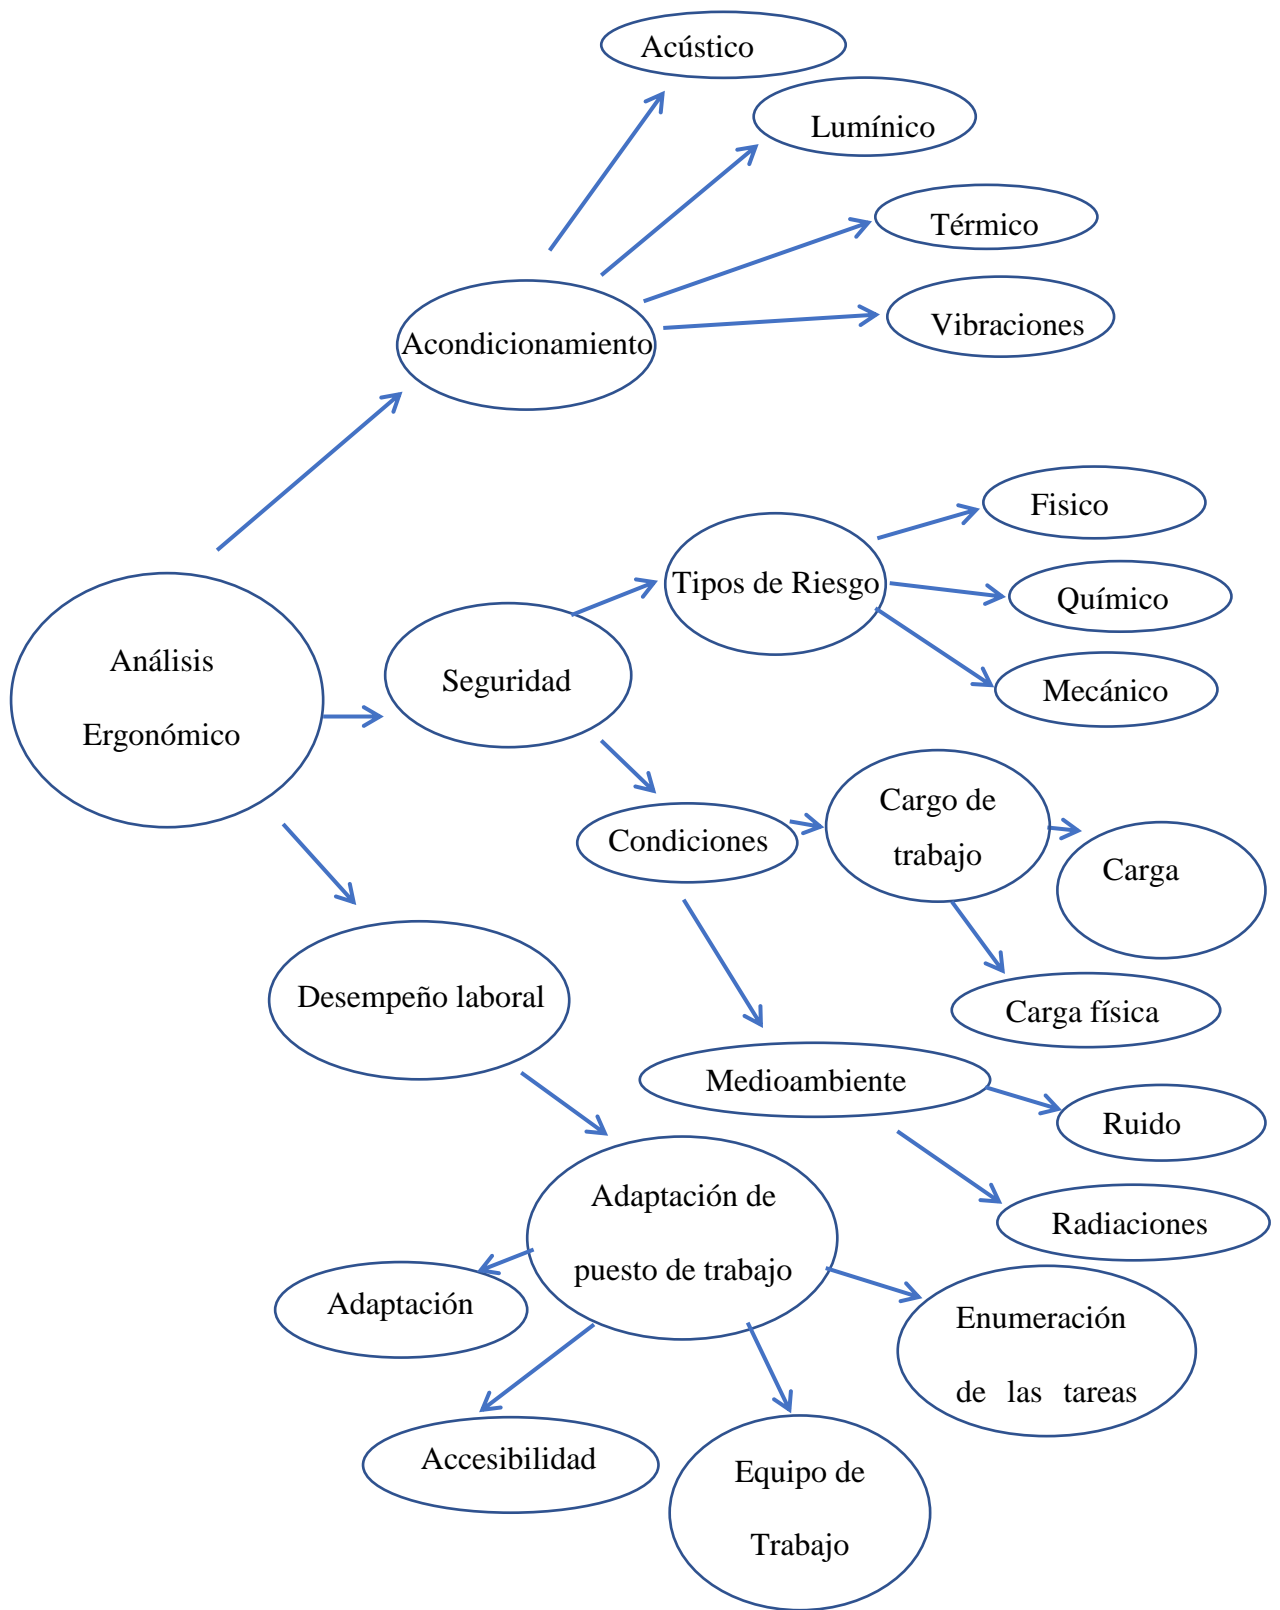 Acústico
Lumínico
Térmico
Vibraciones
Acondicionamiento
Fisico
Tipos de Riesgo
Químico
Mecánico
Análisis
Ergonómico
Seguridad
Cargo de
trabajo
Condiciones
Carga
Carga física
Desempeño laboral
Medioambiente
Ruido
Radiaciones
Adaptación de
puesto de trabajo
Adaptación
Enumeración
de las tareas
Accesibilidad
Equipo de
Trabajo